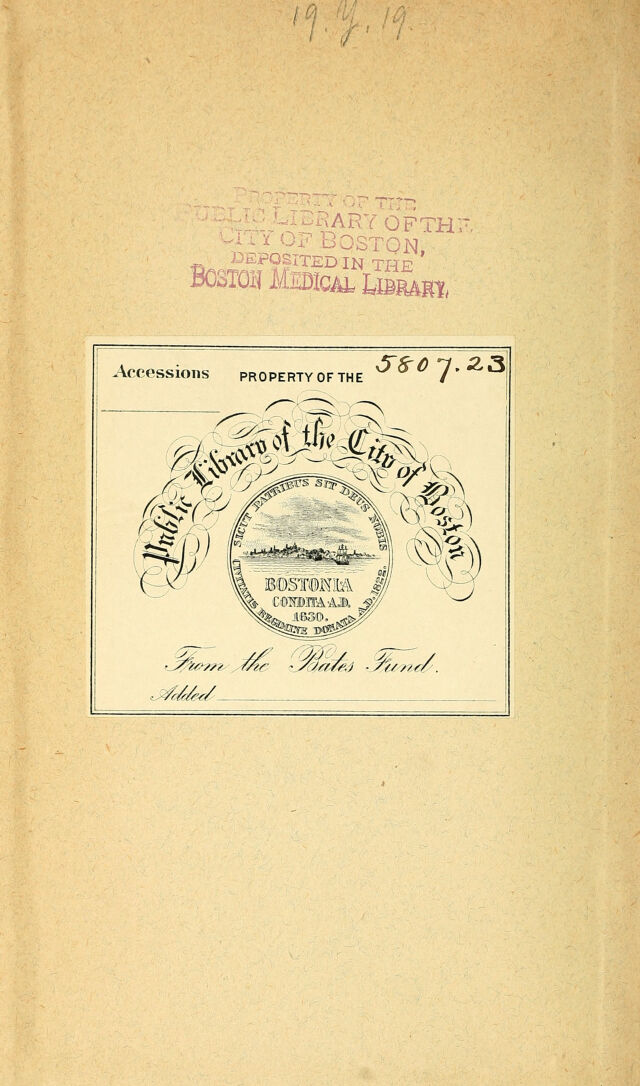 19.Y.19.
PROPERTY OF THE
PUBLIC LIBRARY OF THE
CITY OF BOSTON,
DEPOSITED IN THE
BOSTON MEDICAL LIBRARY.
Accessions
PROPERTY OF THE
5807.23
Public Library of the City of Boston
SICUT PATRIBUS SIT DEUS NOBIS
BOSTONIA
CONDITA A.D.
1630.
CIVITATIS REGIMINE DONATA A.D. 1822.
From the Bates Fund.
Added